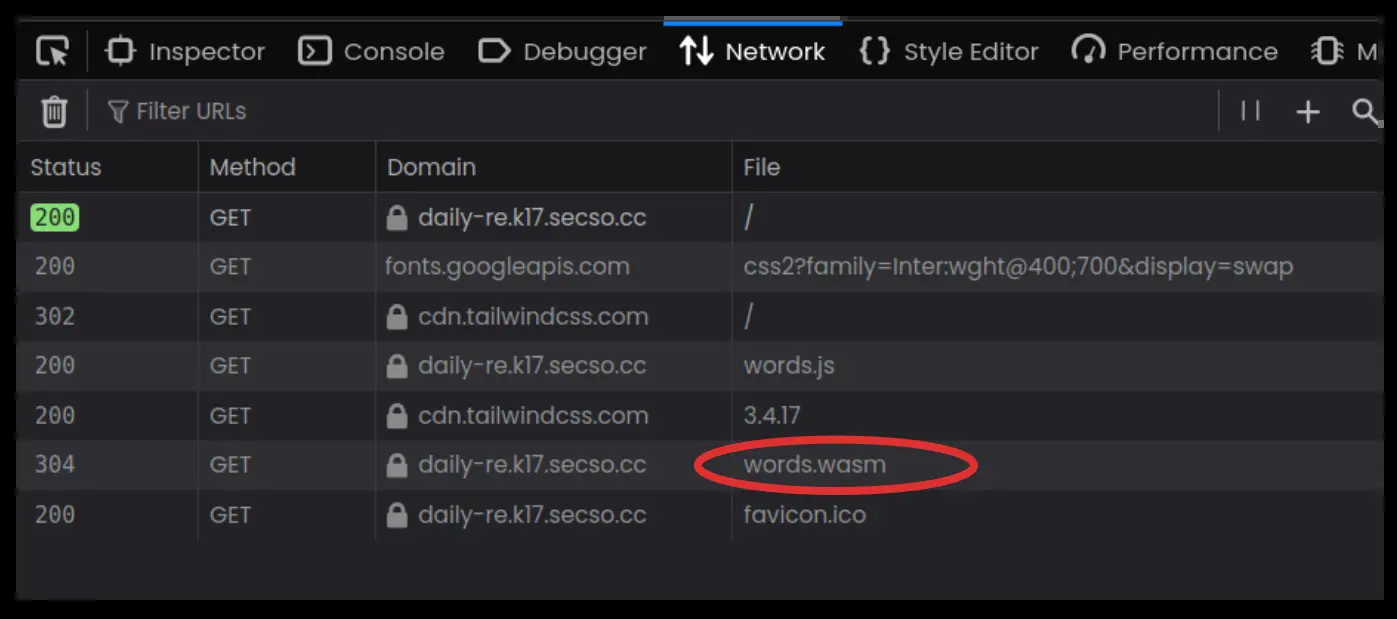 Inspector Console Debugger Network Style Editor Performance M
Filter URLs
Status Method Domain File
200 GET daily-re.k17.secso.cc /
200 GET fonts.googleapis.com css2?family=Inter:wght@400;700&display=swap
302 GET cdn.tailwindcss.com /
200 GET daily-re.k17.secso.cc words.js
200 GET cdn.tailwindcss.com 3.4.17
304 GET daily-re.k17.secso.cc words.wasm
200 GET daily-re.k17.secso.cc favicon.ico